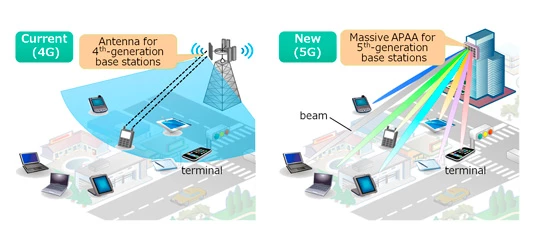 Current
(4G)
Antenna for
4th-generation
base stations
terminal
New
(5G)
Massive APAA for
5th-generation
base stations
beam
terminal